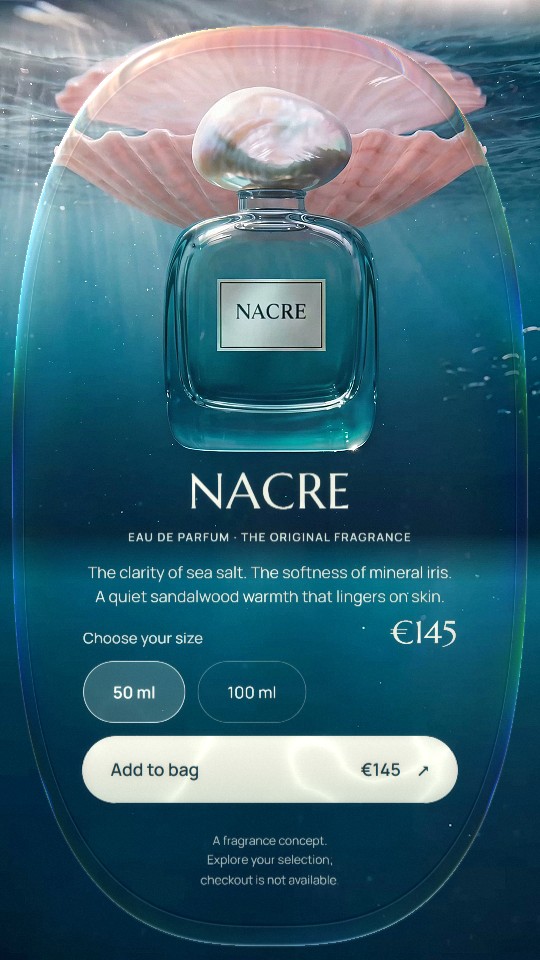 NACRE
NACRE
EAU DE PARFUM · THE ORIGINAL FRAGRANCE
The clarity of sea salt. The softness of mineral iris.
A quiet sandalwood warmth that lingers on skin.
Choose your size
€145
50 ml
100 ml
Add to bag €145 ↗
A fragrance concept.
Explore your selection,
checkout is not available.